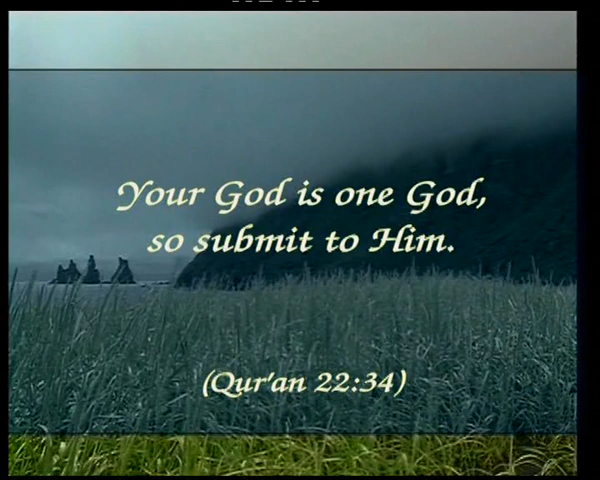 Your God is one God,
so submit to Him.
(Qur'an 22:34)